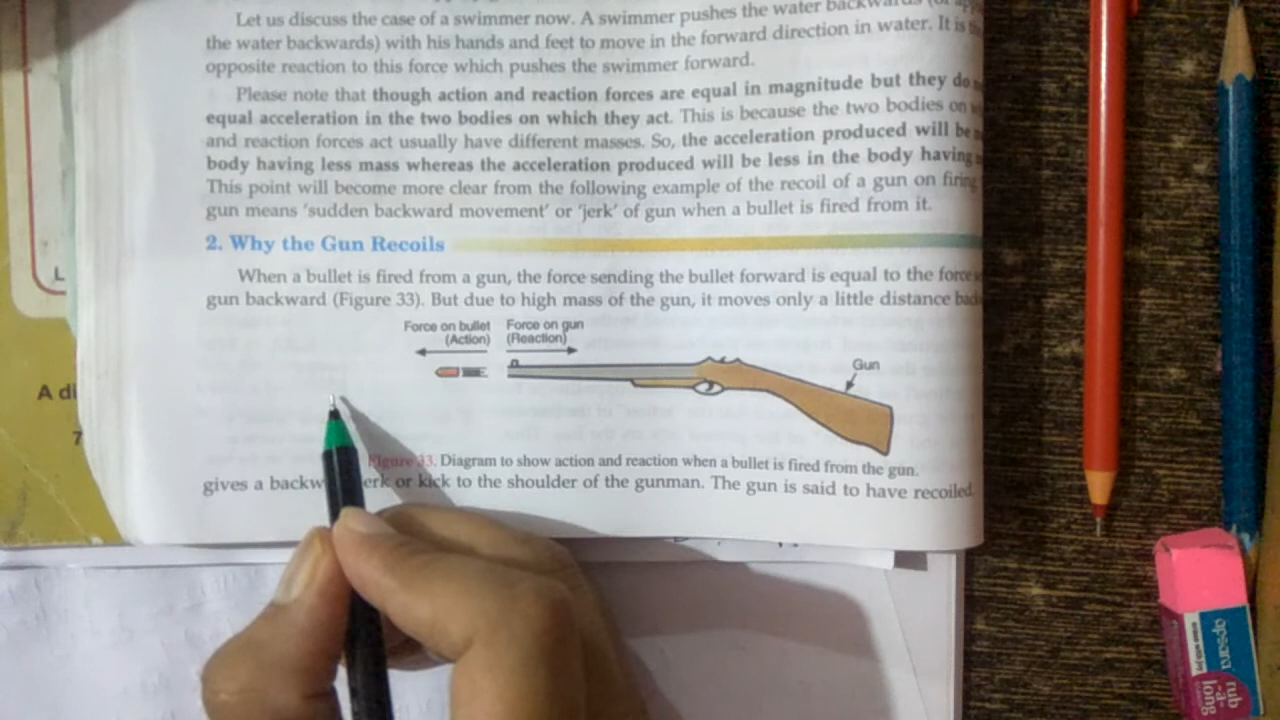 Let us discuss the case of a swimmer now. A swimmer pushes the water backwards (or
the water backwards) with his hands and feet to move in the forward direction in water. It is
opposite reaction to this force which pushes the swimmer forward.
Please note that though action and reaction forces are equal in magnitude but they do
equal acceleration in the two bodies on which they act. This is because the two bodies on
and reaction forces act usually have different masses. So, the acceleration produced will be
body having less mass whereas the acceleration produced will be less in the body having
This point will become more clear from the following example of the recoil of a gun on firing
gun means 'sudden backward movement' or 'jerk' of gun when a bullet is fired from it.
2. Why the Gun Recoils
When a bullet is fired from a gun, the force sending the bullet forward is equal to the force
gun backward (Figure 33). But due to high mass of the gun, it moves only a little distance
Force on bullet
(Action)
Force on gun
(Reaction)
Gun
Figure 33. Diagram to show action and reaction when a bullet is fired from the gun.
gives a backw erk or kick to the shoulder of the gunman. The gun is said to have recoiled
L
A di
7
apsara
rub
-a-
long